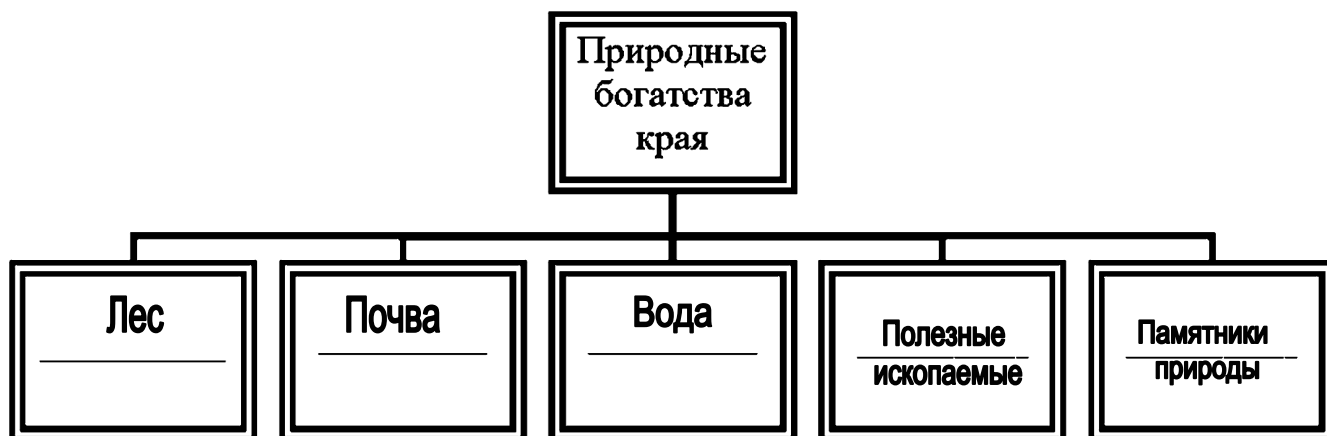 Природные
богатства
края
Лес
Почва
Вода
Полезные
ископаемые
Памятники
природы